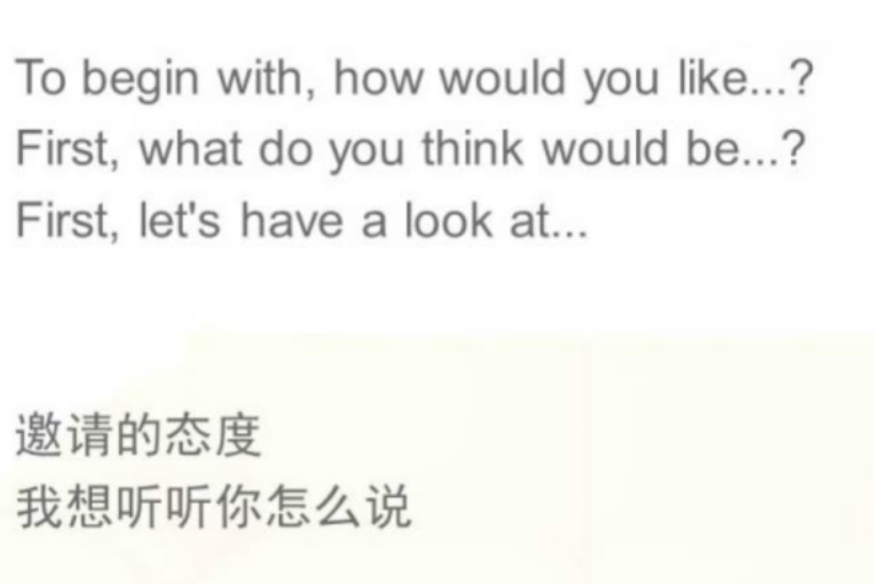 To begin with, how would you like...?
First, what do you think would be...?
First, let's have a look at...
邀请的态度
我想听听你怎么说